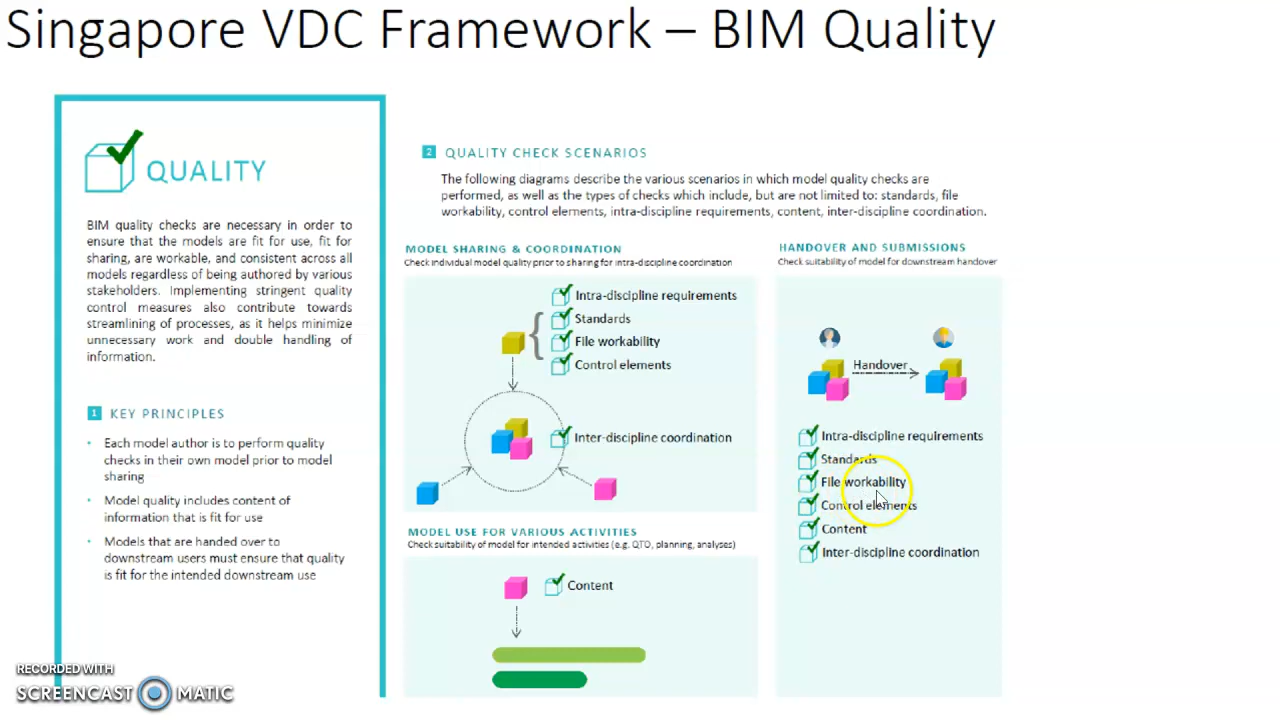 Singapore VDC Framework – BIM Quality
QUALITY
BIM quality checks are necessary in order to
ensure that the models are fit for use, fit for
sharing, are workable, and consistent across all
models regardless of being authored by various
stakeholders. Implementing stringent quality
control measures also contribute towards
streamlining of processes, as it helps minimize
unnecessary work and double handling of
information.
1 KEY PRINCIPLES
• Each model author is to perform quality
checks in their own model prior to model
sharing
• Model quality includes content of
information that is fit for use
• Models that are handed over to
downstream users must ensure that quality
is fit for the intended downstream use
2 QUALITY CHECK SCENARIOS
The following diagrams describe the various scenarios in which model quality checks are
performed, as well as the types of checks which include, but are not limited to: standards, file
workability, control elements, intra-discipline requirements, content, inter-discipline coordination.
MODEL SHARING & COORDINATION
Check individual model quality prior to sharing for intra-discipline coordination
Intra-discipline requirements
Standards
File workability
Control elements
Inter-discipline coordination
MODEL USE FOR VARIOUS ACTIVITIES
Check suitability of model for intended activities (e.g. QTO, planning, analyses)
Content
HANDOVER AND SUBMISSIONS
Check suitability of model for downstream handover
Handover
Intra-discipline requirements
Standards
File workability
Control elements
Content
Inter-discipline coordination
RECORDED WITH
SCREENCAST MATIC